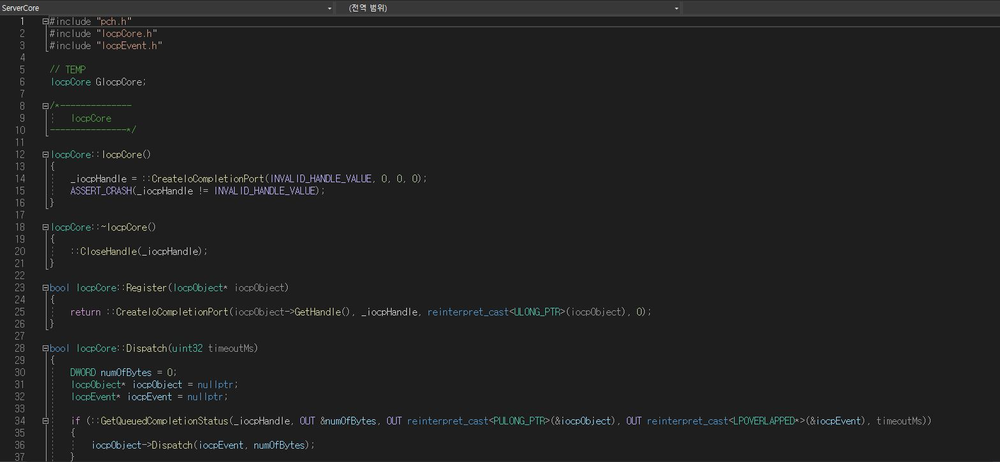 ServerCore (전역 범위)
1 #include "pch.h"
2 #include "IocpCore.h"
3 #include "IocpEvent.h"
4
5 // TEMP
6 IocpCore GIocpCore;
7
8 /*--------------
9 IocpCore
10 ---------------*/
11
12 IocpCore::IocpCore()
13 {
14 _iocpHandle = ::CreateIoCompletionPort(INVALID_HANDLE_VALUE, 0, 0, 0);
15 ASSERT_CRASH(_iocpHandle != INVALID_HANDLE_VALUE);
16 }
17
18 IocpCore::~IocpCore()
19 {
20 ::CloseHandle(_iocpHandle);
21 }
22
23 bool IocpCore::Register(IocpObject* iocpObject)
24 {
25 return ::CreateIoCompletionPort(iocpObject->GetHandle(), _iocpHandle, reinterpret_cast<ULONG_PTR>(iocpObject), 0);
26 }
27
28 bool IocpCore::Dispatch(uint32 timeoutMs)
29 {
30 DWORD numOfBytes = 0;
31 IocpObject* iocpObject = nullptr;
32 IocpEvent* iocpEvent = nullptr;
33
34 if (::GetQueuedCompletionStatus(_iocpHandle, OUT &numOfBytes, OUT reinterpret_cast<PULONG_PTR>(&iocpObject), OUT reinterpret_cast<LPOVERLAPPED*>(&iocpEvent), timeoutMs))
35 {
36 iocpObject->Dispatch(iocpEvent, numOfBytes);
37 }